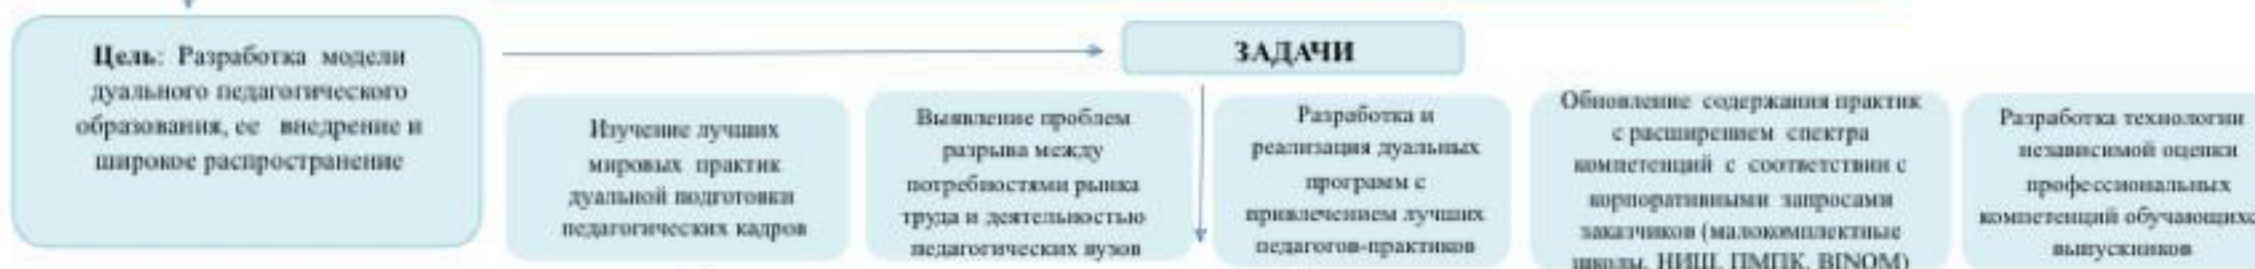 Цель: Разработка модели
дуального педагогического
образования, ее внедрение и
широкое распространение
ЗАДАЧИ
Изучение лучших
мировых практик
дуальной подготовки
педагогических кадров
Выявление проблем
разрыва между
потребностями рынка
труда и деятельностью
педагогических вузов
Разработка и
реализация дуальных
программ с
привлечением лучших
педагогов-практиков
Обновление содержания практик
с расширением спектра
компетенций с соответствии с
корпоративными запросами
заказчиков (малокомплектные
школы, НИШ, ПМПК, BINOM)
Разработка технологии
независимой оценки
профессиональных
компетенций обучающихс
выпускников